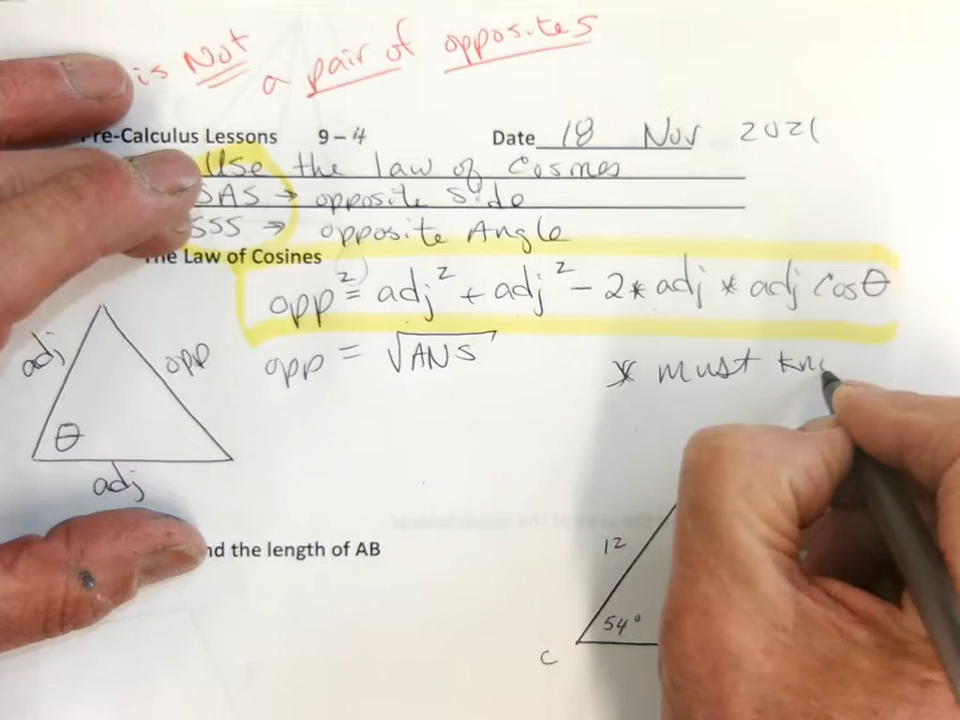 is Not a pair of opposites
Pre-Calculus Lessons 9-4 Date 18 Nov 2021
Use the law of Cosines
SAS → opposite side
SSS → opposite Angle
The Law of Cosines
opp² = adj² + adj² - 2 * adj * adj Cosθ
opp = √ANS
* must kno
adj
opp
θ
adj
nd the length of AB
12
54°
C